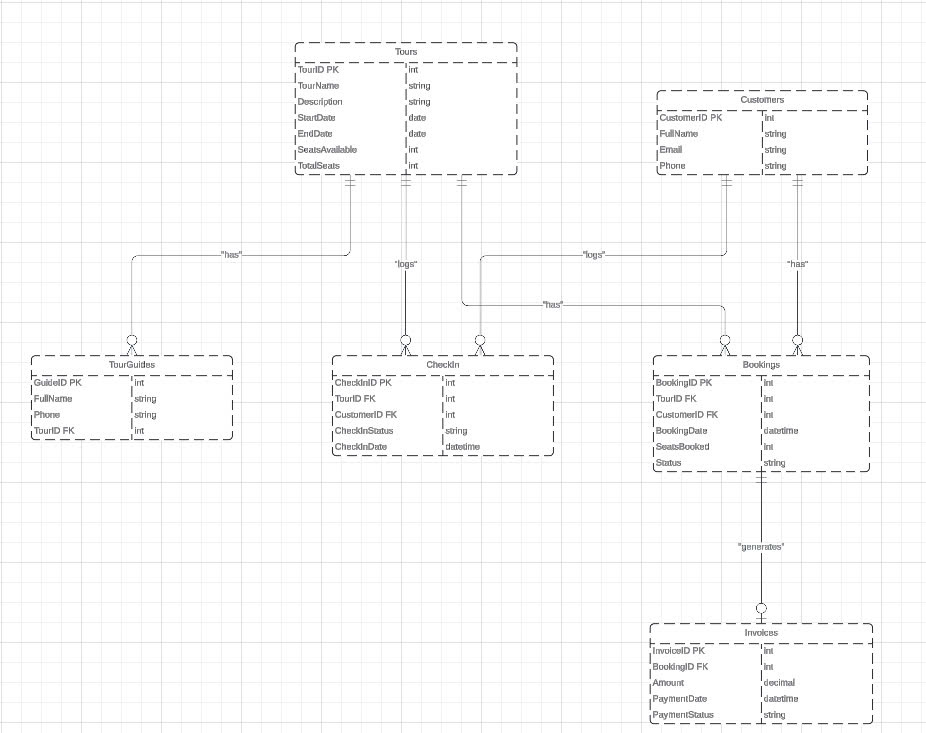 Tours
TourID PK int
TourName string
Description string
StartDate date
EndDate date
SeatsAvailable int
TotalSeats int
Customers
CustomerID PK int
FullName string
Email string
Phone string
"has"
"logs"
"logs"
"has"
"has"
TourGuides
GuideID PK int
FullName string
Phone string
TourID FK int
CheckIn
CheckInID PK int
TourID FK int
CustomerID FK int
CheckInStatus string
CheckInDate datetime
Bookings
BookingID PK int
TourID FK int
CustomerID FK int
BookingDate datetime
SeatsBooked int
Status string
"generates"
Invoices
InvoiceID PK int
BookingID FK int
Amount decimal
PaymentDate datetime
PaymentStatus string